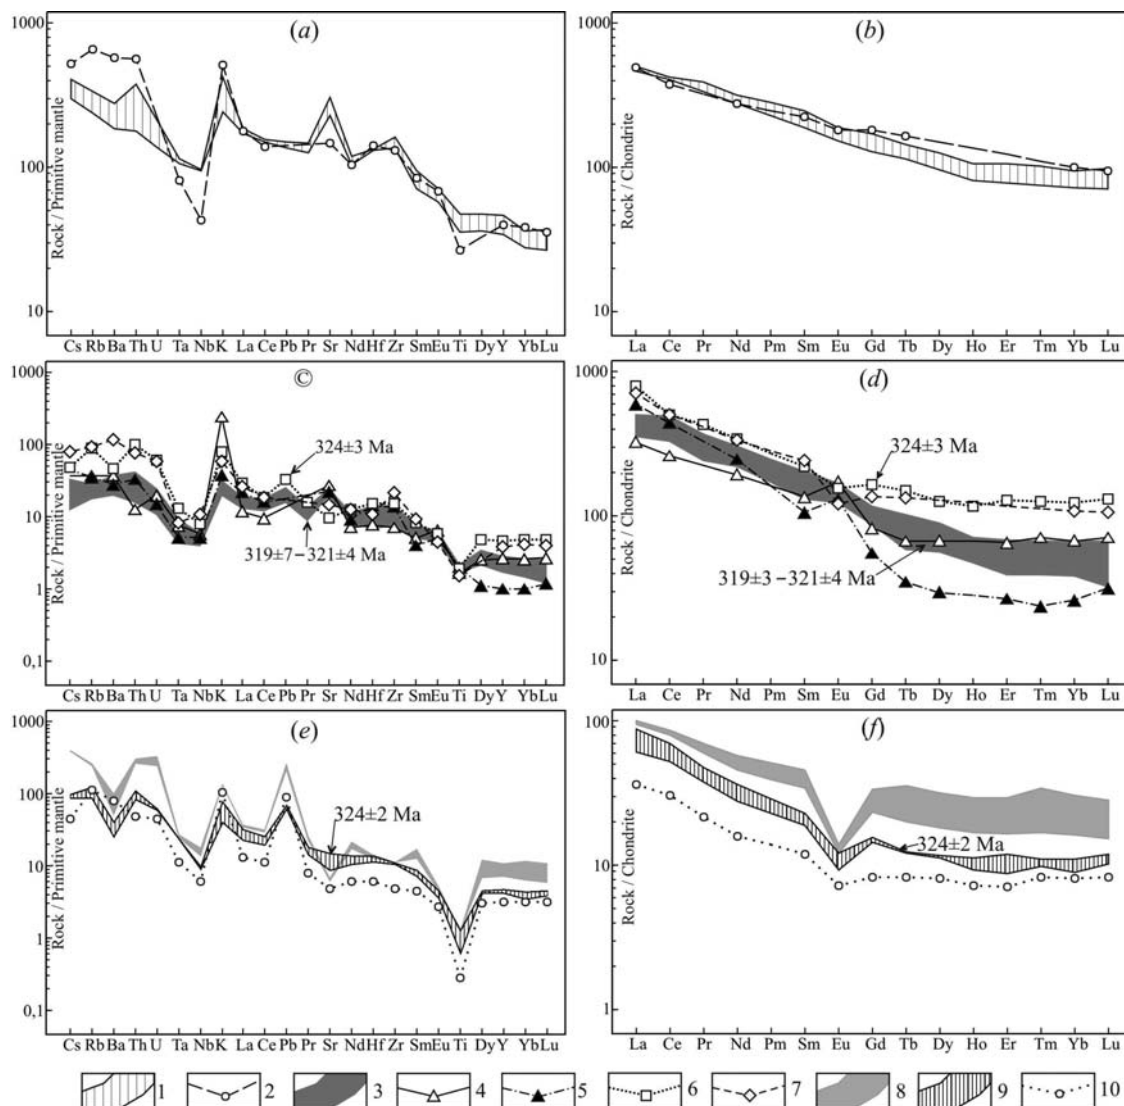 1000
100
10
Rock / Primitive mantle
(a)
Cs Rb Ba Th U Ta Nb K La Ce Pb Pr Sr Nd Hf Zr Sm Eu Ti Dy Y Yb Lu
1000
100
10
Rock / Chondrite
(b)
La Ce Pr Nd Pm Sm Eu Gd Tb Dy Ho Er Tm Yb Lu
1000
100
10
1
0,1
Rock / Primitive mantle
©
324±3 Ma
319±7–321±4 Ma
Cs Rb Ba Th U Ta Nb K La Ce Pb Pr Sr Nd Hf Zr Sm Eu Ti Dy Y Yb Lu
1000
100
10
Rock / Chondrite
(d)
324±3 Ma
319±3–321±4 Ma
La Ce Pr Nd Pm Sm Eu Gd Tb Dy Ho Er Tm Yb Lu
1000
100
10
1
0,1
Rock / Primitive mantle
(e)
324±2 Ma
Cs Rb Ba Th U Ta Nb K La Ce Pb Pr Sr Nd Hf Zr Sm Eu Ti Dy Y Yb Lu
100
10
1
Rock / Chondrite
(f)
324±2 Ma
La Ce Pr Nd Pm Sm Eu Gd Tb Dy Ho Er Tm Yb Lu
1 2 3 4 5 6 7 8 9 10